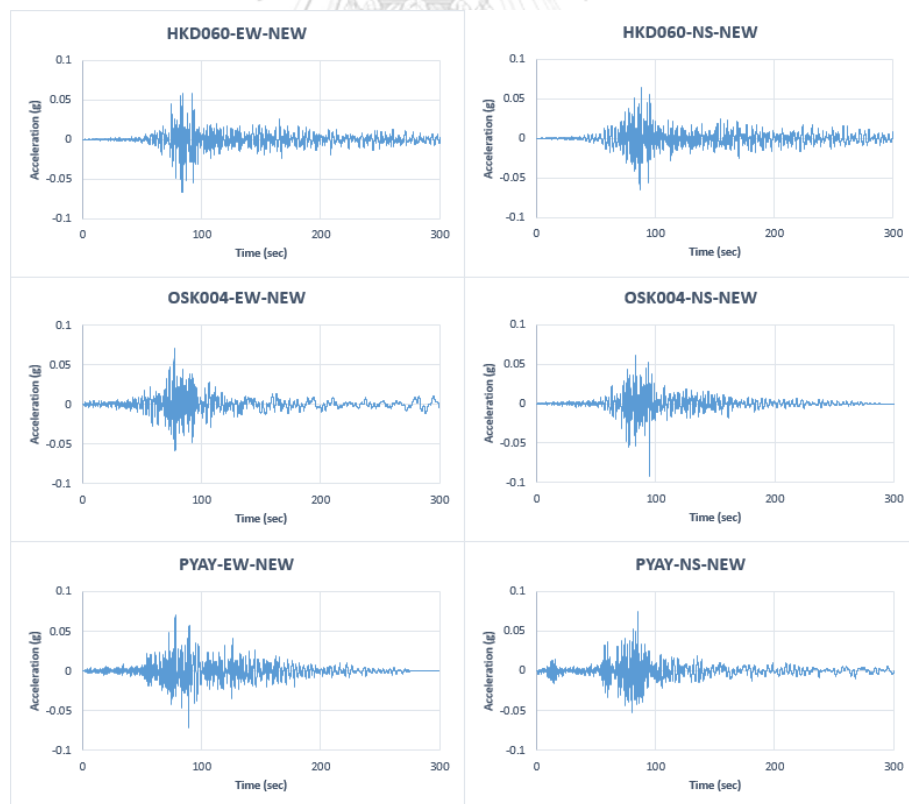 HKD060-EW-NEW
Acceleration (g)
0.1
0.05
0
-0.05
-0.1
0 100 200 300
Time (sec)
HKD060-NS-NEW
Acceleration (g)
0.1
0.05
0
-0.05
-0.1
0 100 200 300
Time (sec)
OSK004-EW-NEW
Acceleration (g)
0.1
0.05
0
-0.05
-0.1
0 100 200 300
Time (sec)
OSK004-NS-NEW
Acceleration (g)
0.1
0.05
0
-0.05
-0.1
0 100 200 300
Time (sec)
PYAY-EW-NEW
Acceleration (g)
0.1
0.05
0
-0.05
-0.1
0 100 200 300
Time (sec)
PYAY-NS-NEW
Acceleration (g)
0.1
0.05
0
-0.05
-0.1
0 100 200 300
Time (sec)